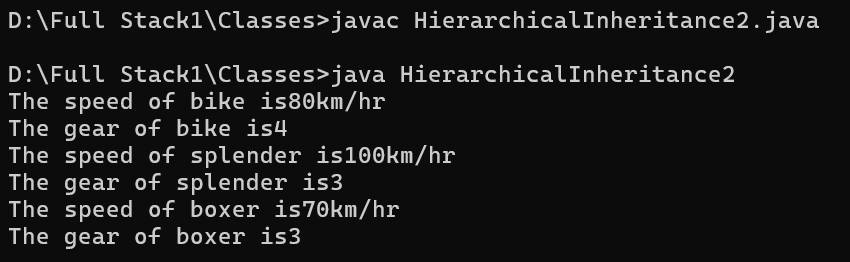 D:\Full Stack1\Classes>javac HierarchicalInheritance2.java
D:\Full Stack1\Classes>java HierarchicalInheritance2
The speed of bike is80km/hr
The gear of bike is4
The speed of splender is100km/hr
The gear of splender is3
The speed of boxer is70km/hr
The gear of boxer is3